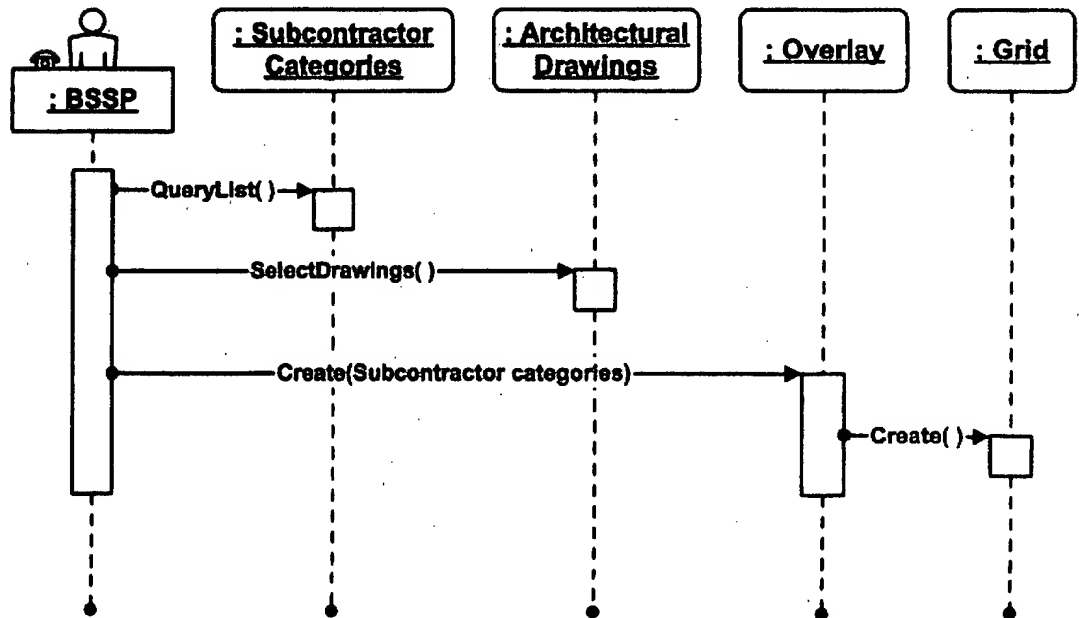 : BSSP
: Subcontractor
Categories
: Architectural
Drawings
: Overlay
: Grid
QueryList( )
SelectDrawings( )
Create(Subcontractor categories)
Create( )